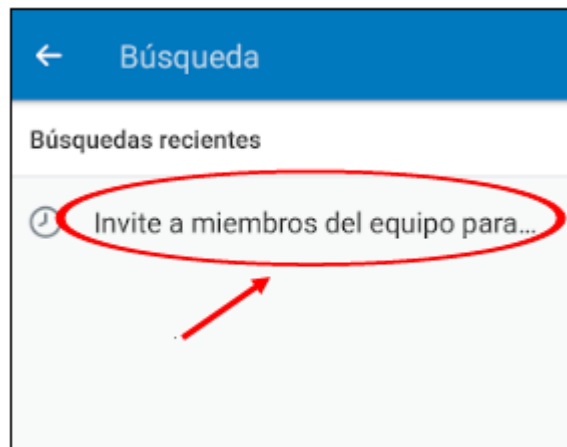 Búsqueda
Búsquedas recientes
Invite a miembros del equipo para...